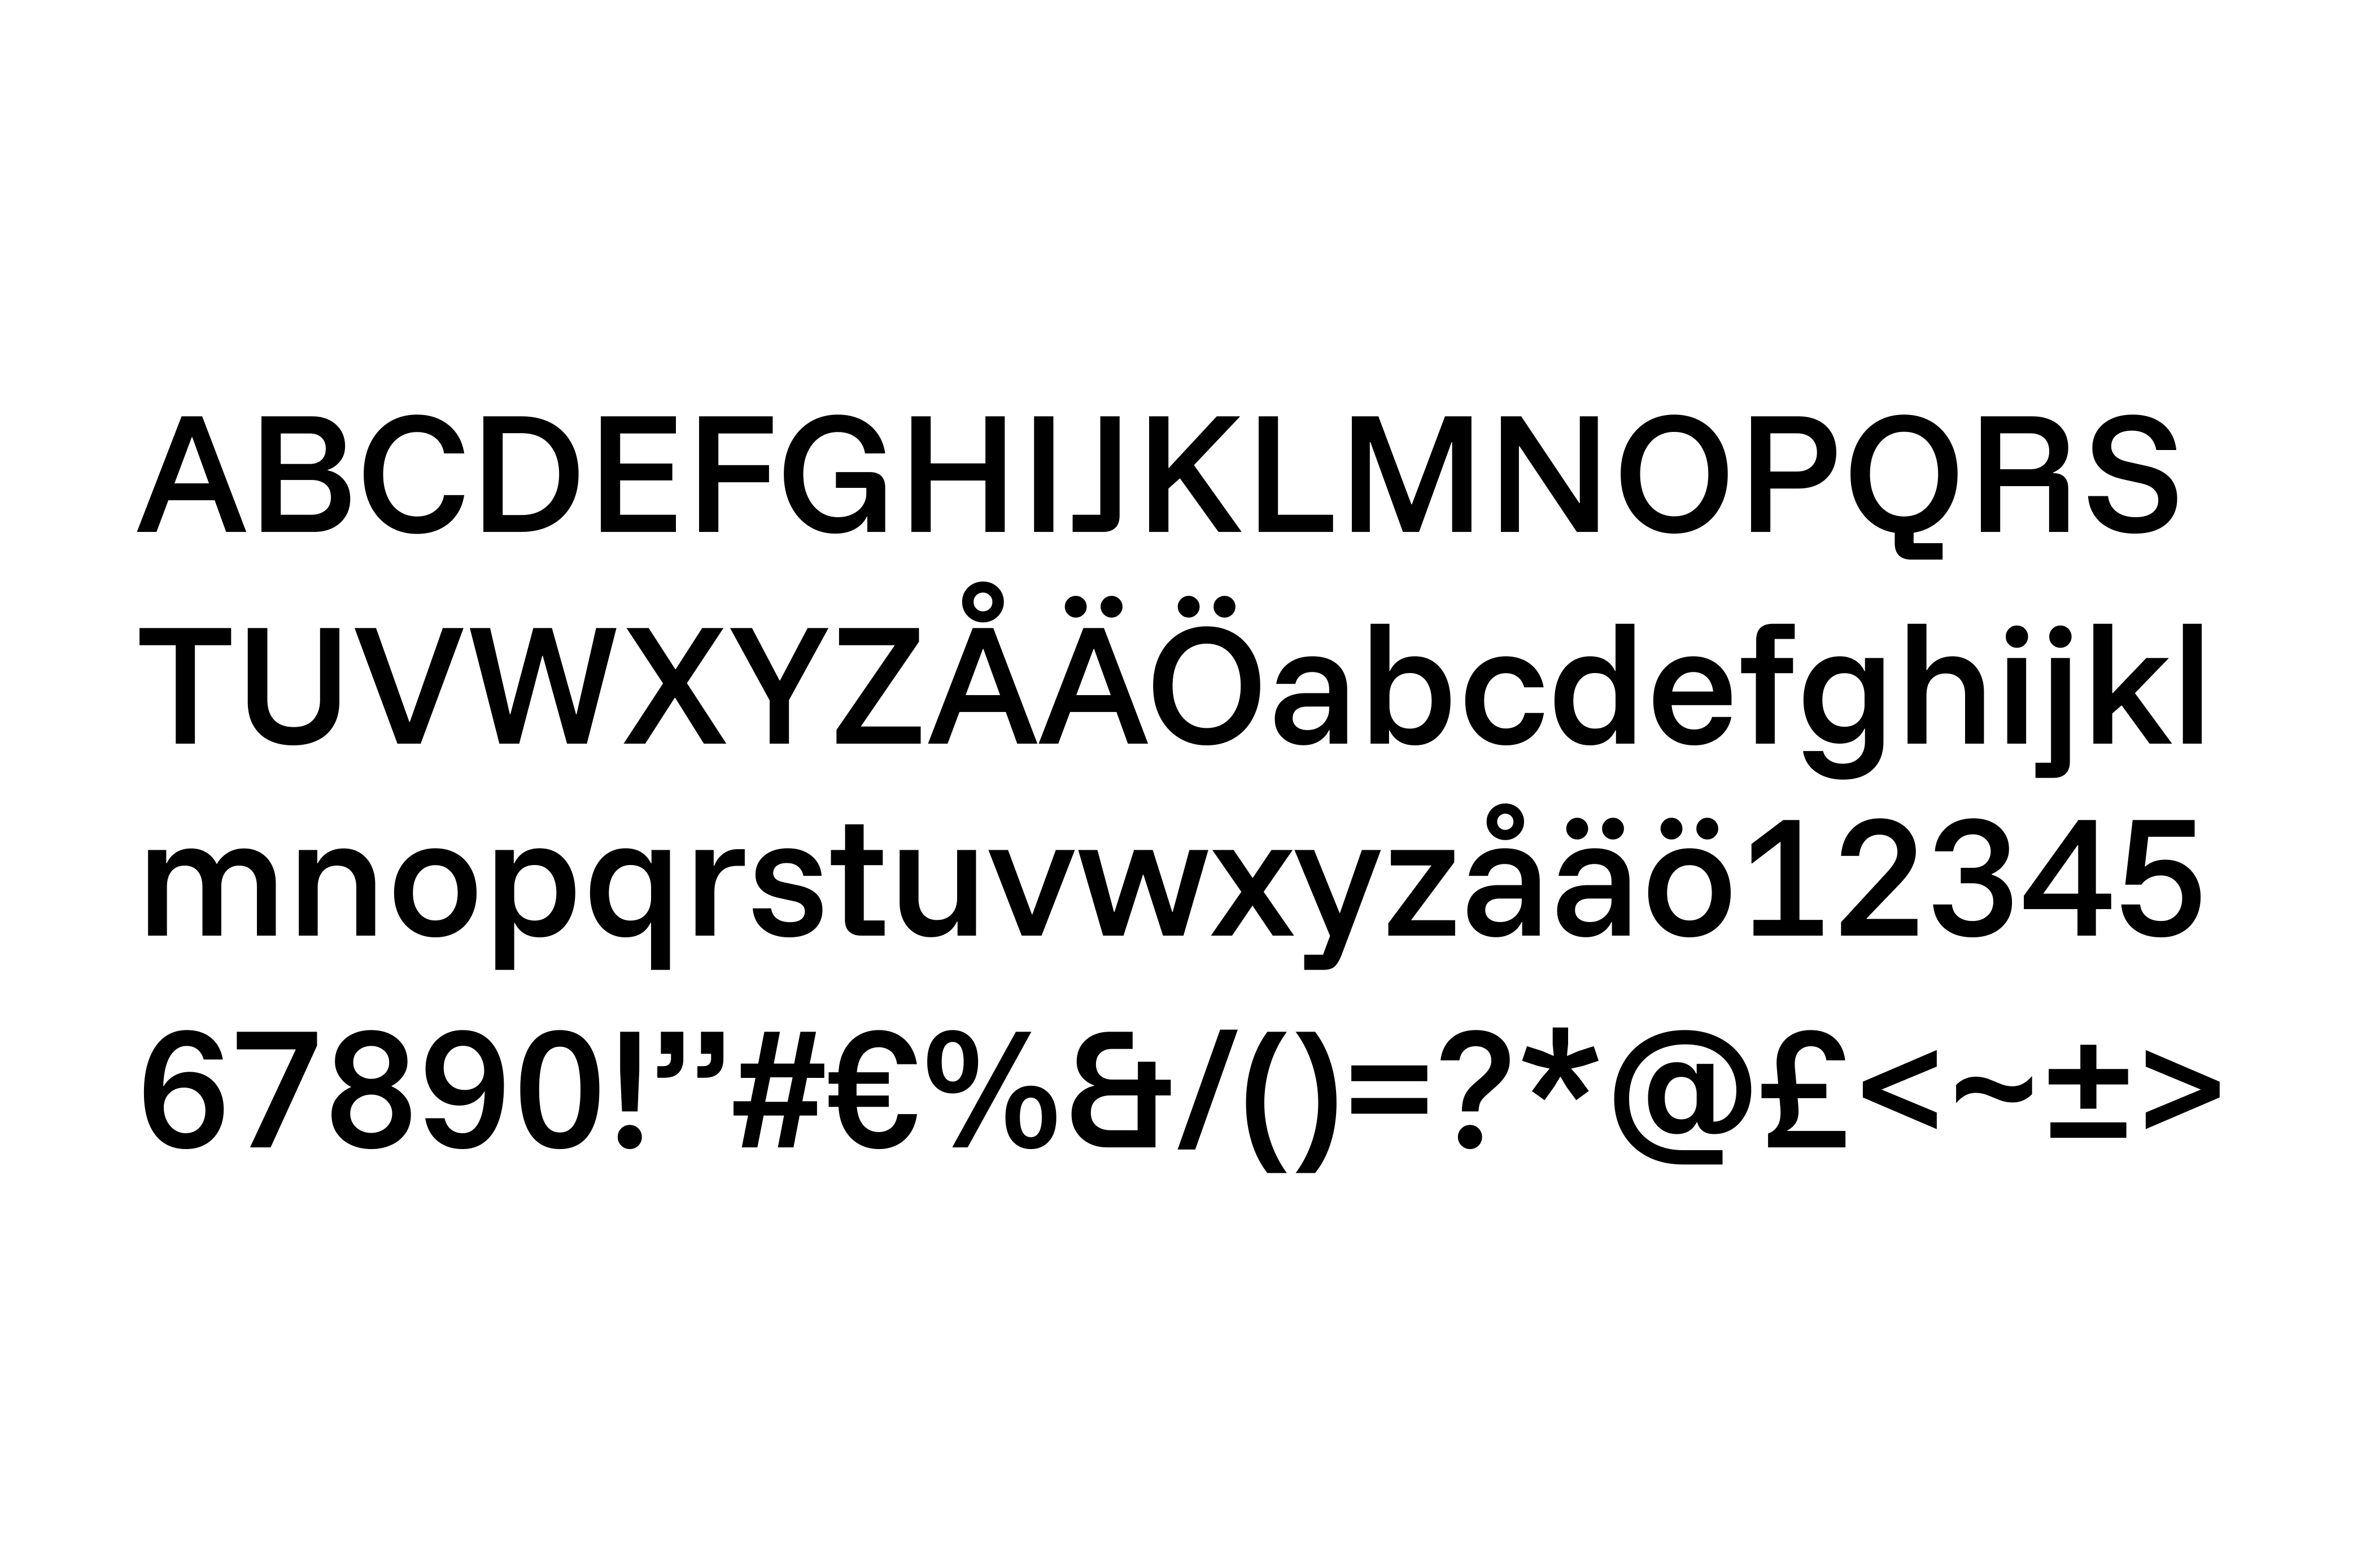 ABCDEFGHIJKLMNOPQRS
TUVWXYZÅÄÖabcdefghijkl
mnopqrstuvwxyzåäö12345
67890!”#€%&/()=?*@£<~±>